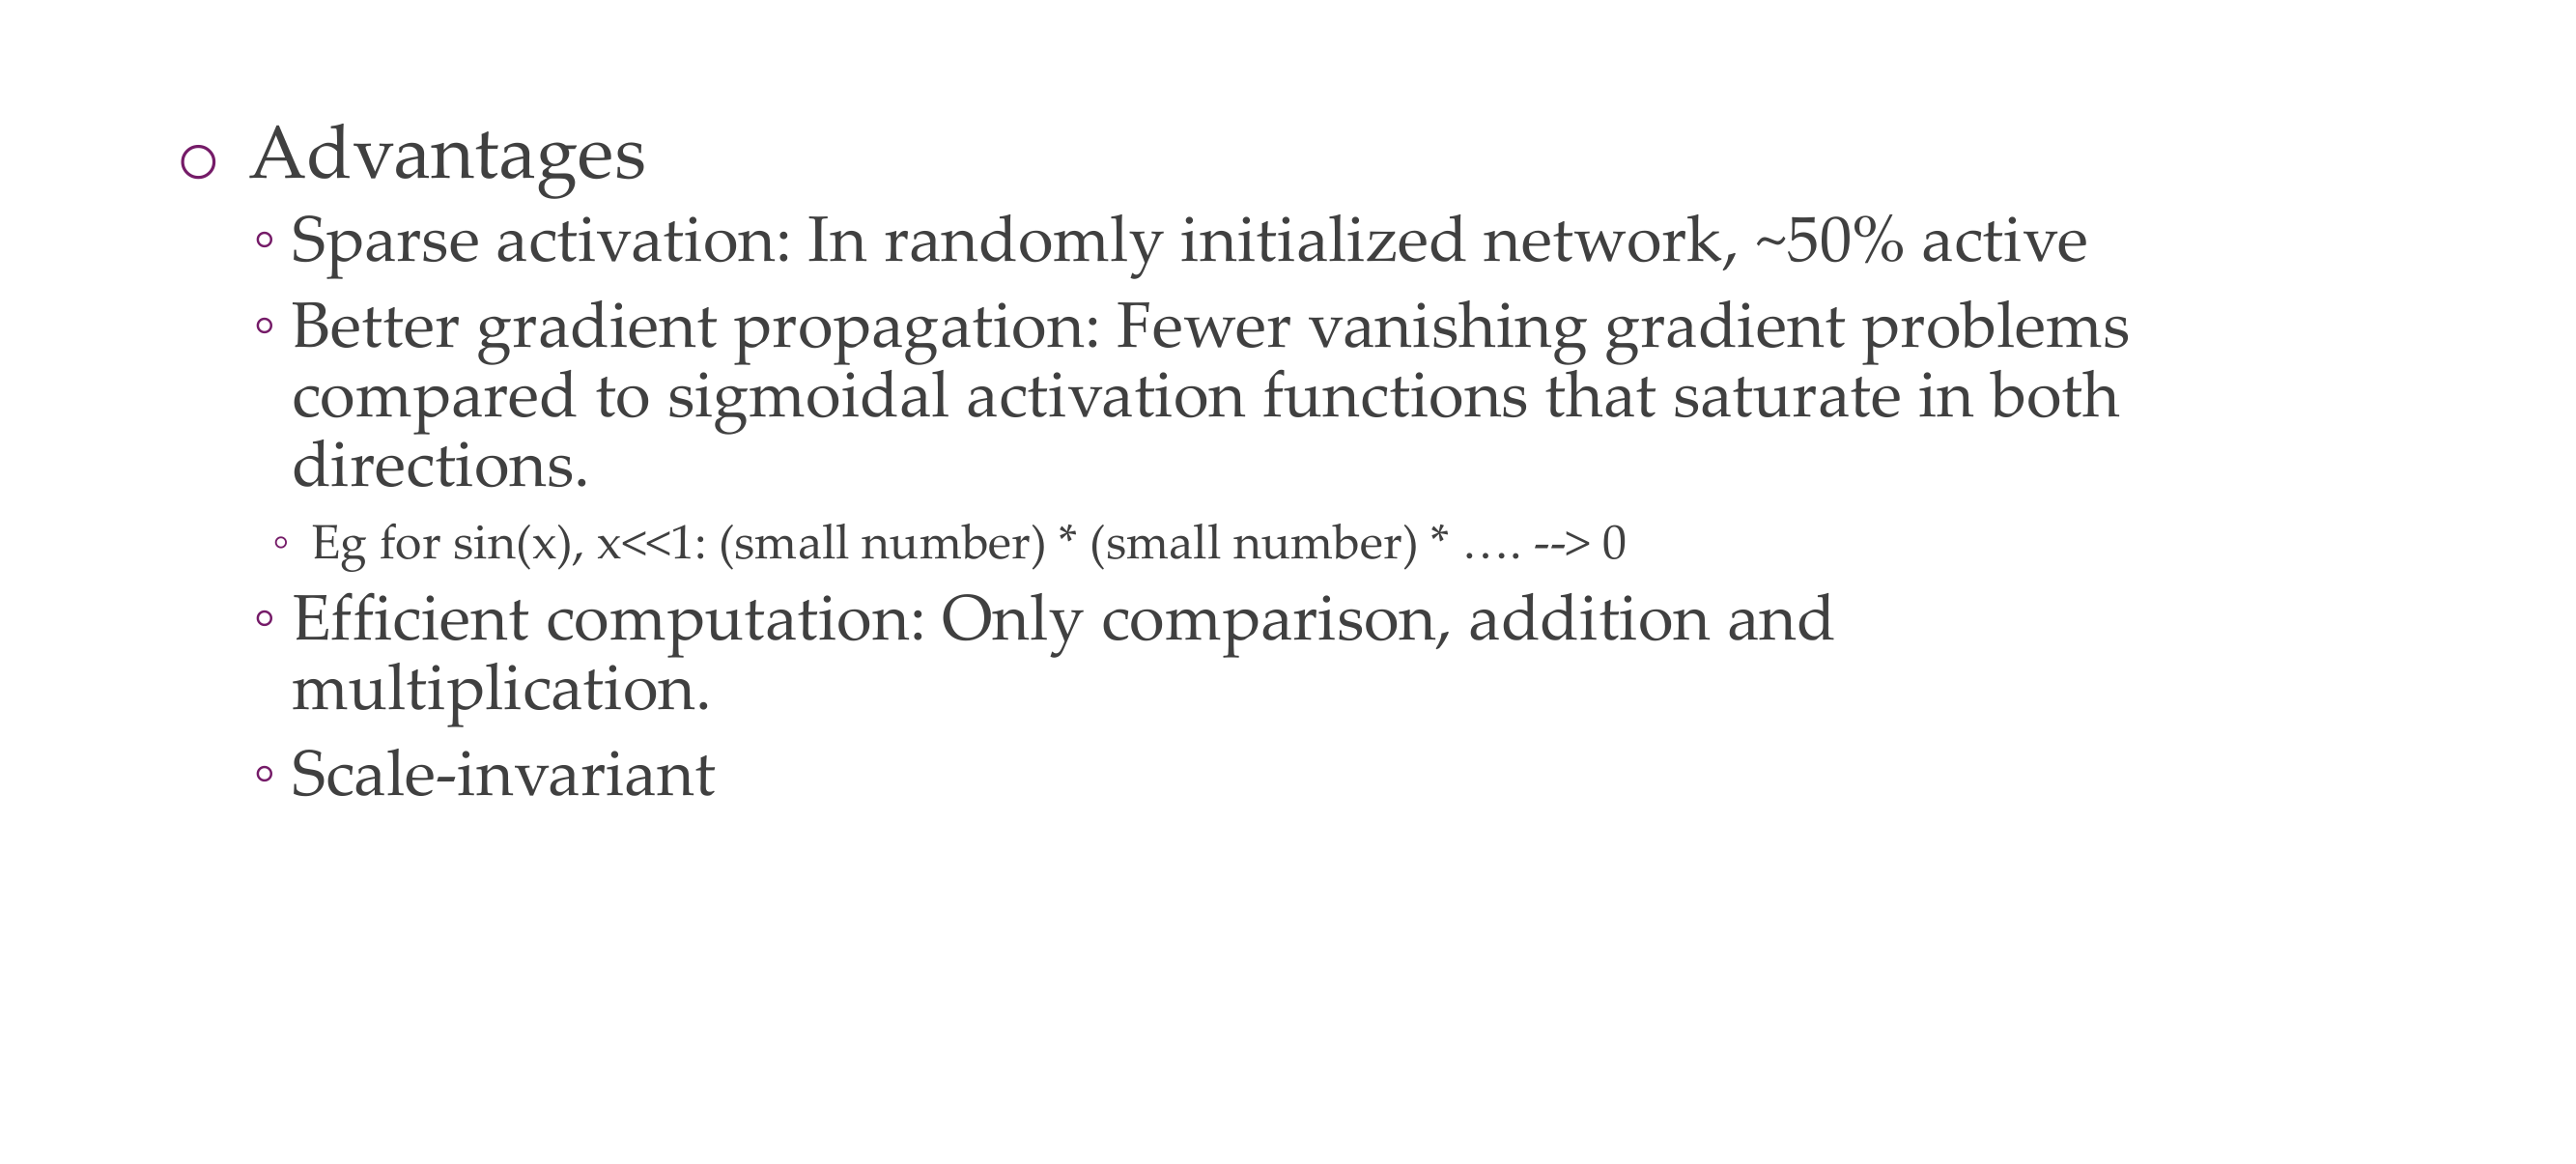 Advantages
Sparse activation: In randomly initialized network, ~50% active
Better gradient propagation: Fewer vanishing gradient problems
compared to sigmoidal activation functions that saturate in both
directions.
Eg for sin(x), x<<1: (small number) * (small number) * …. --> 0
Efficient computation: Only comparison, addition and
multiplication.
Scale-invariant